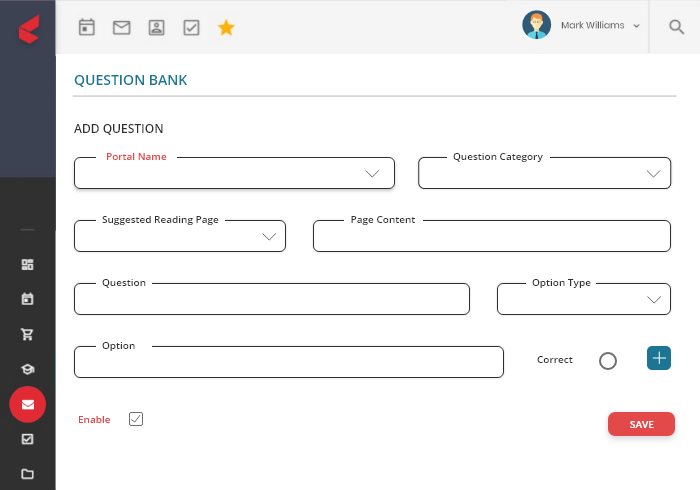 Mark Williams
QUESTION BANK
ADD QUESTION
Portal Name
Question Category
Suggested Reading Page
Page Content
Question
Option Type
Option
Correct
Enable
SAVE